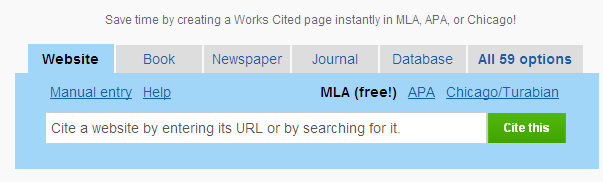 Save time by creating a Works Cited page instantly in MLA, APA, or Chicago!
Website Book Newspaper Journal Database All 59 options
Manual entry Help MLA (free!) APA Chicago/Turabian
Cite a website by entering its URL or by searching for it. Cite this